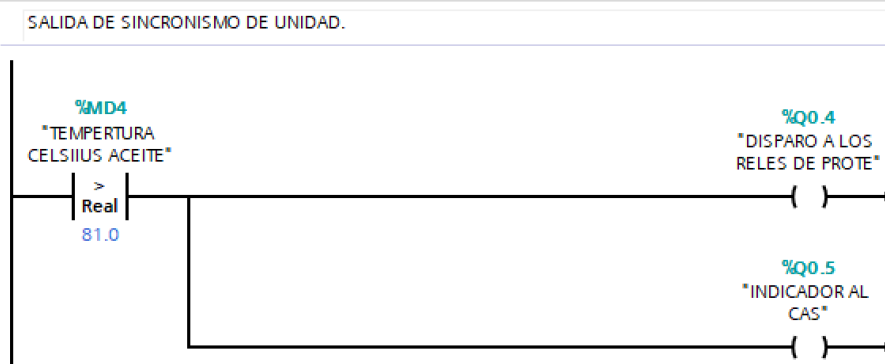 SALIDA DE SINCRONISMO DE UNIDAD.
%MD4
"TEMPERTURA
CELSIIUS ACEITE"
>
Real
81.0
%Q0.4
"DISPARO A LOS
RELES DE PROTE"
%Q0.5
"INDICADOR AL
CAS"